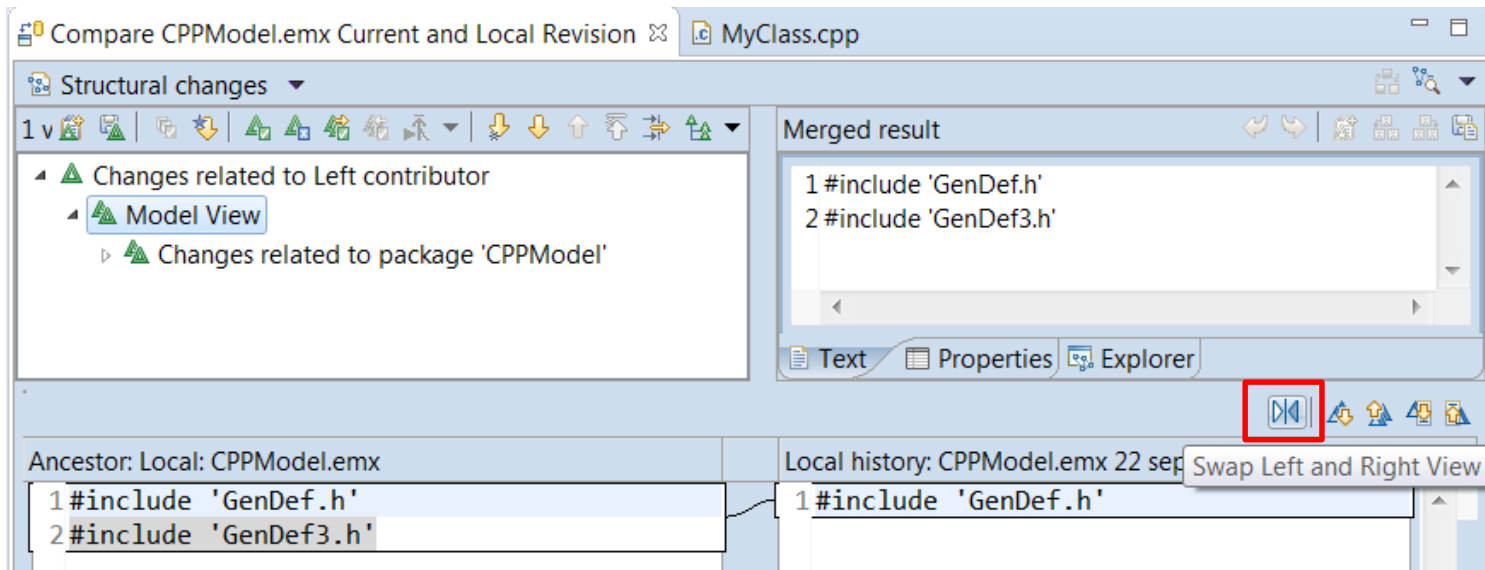 Compare CPPModel.emx Current and Local Revision
MyClass.cpp
Structural changes
1 v
Merged result
Changes related to Left contributor
Model View
Changes related to package 'CPPModel'
1 #include 'GenDef.h'
2 #include 'GenDef3.h'
Text
Properties
Explorer
Ancestor: Local: CPPModel.emx
Local history: CPPModel.emx 22 sep
Swap Left and Right View
1 #include 'GenDef.h'
2 #include 'GenDef3.h'
1 #include 'GenDef.h'